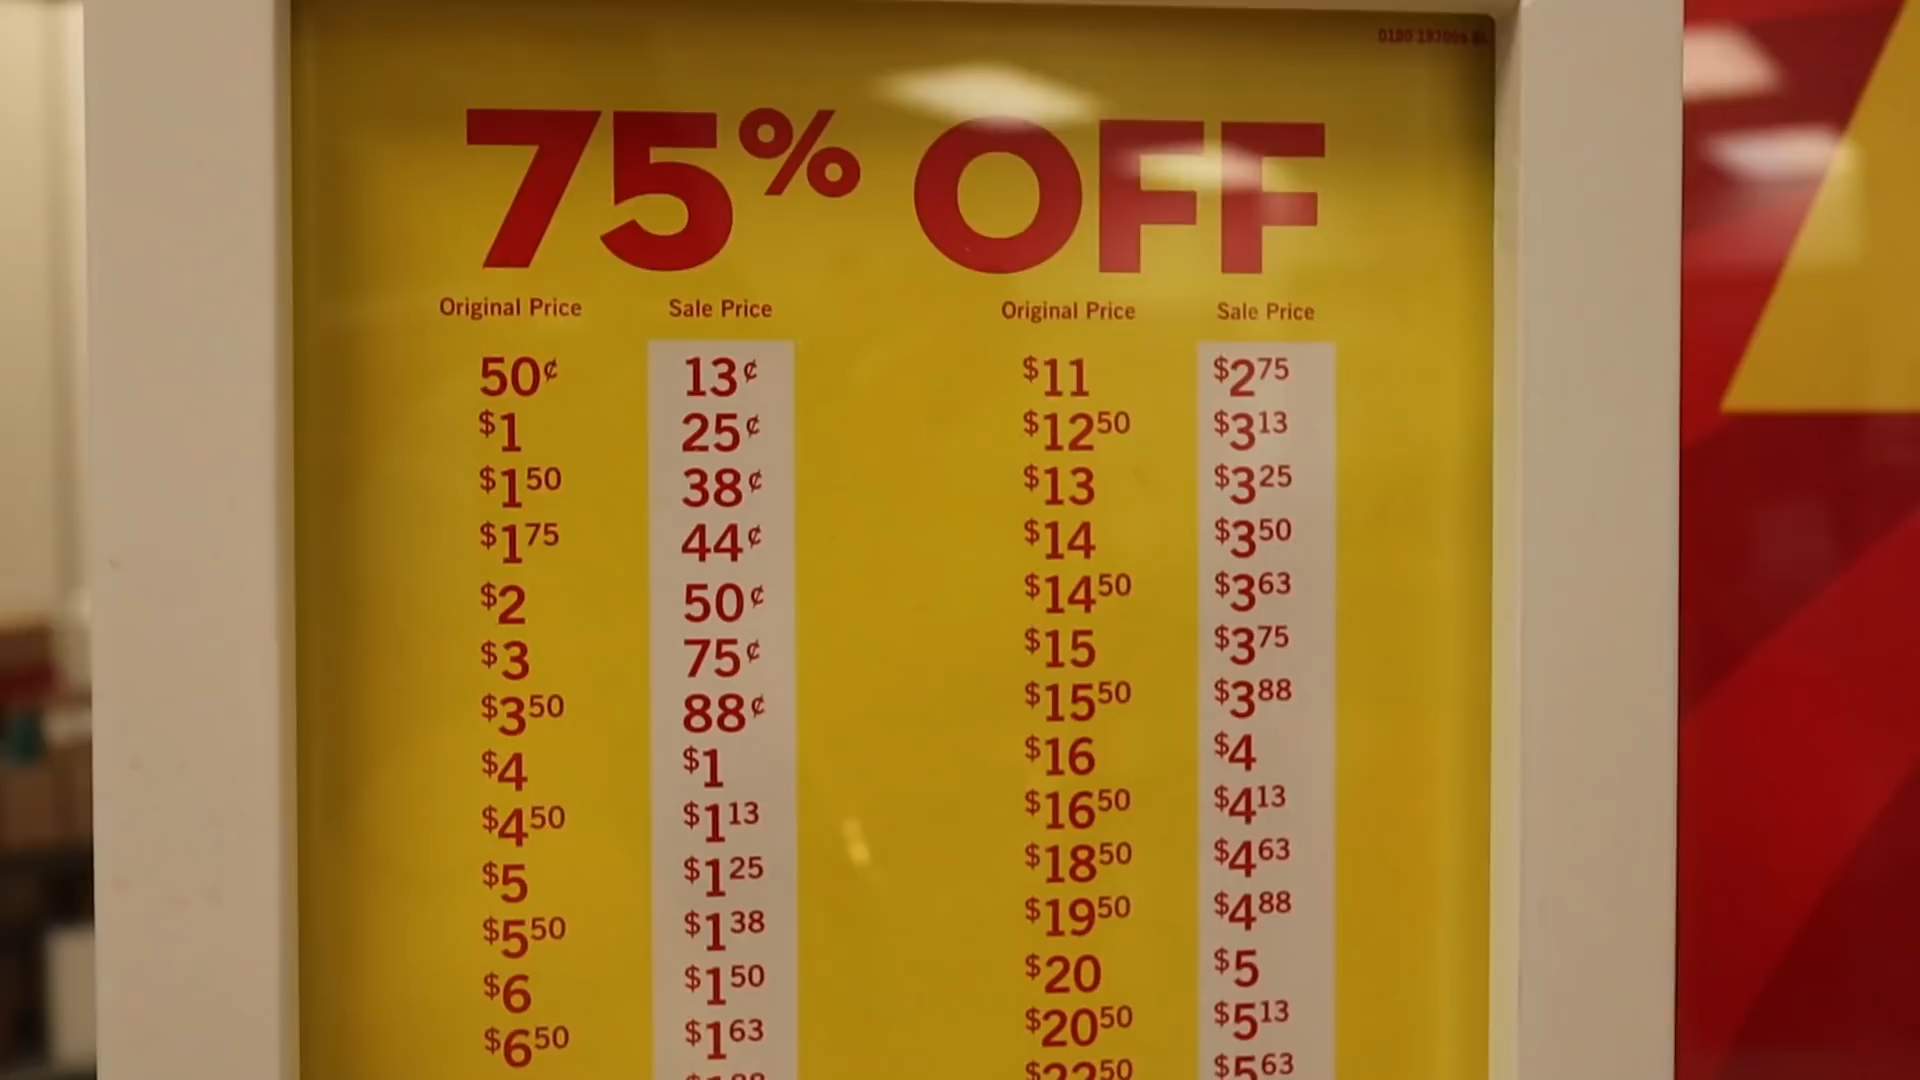 75% OFF
Original Price Sale Price Original Price Sale Price
50¢ 13¢ $11 $2.75
$1 25¢ $12.50 $3.13
$1.50 38¢ $13 $3.25
$1.75 44¢ $14 $3.50
$2 50¢ $14.50 $3.63
$3 75¢ $15 $3.75
$3.50 88¢ $15.50 $3.88
$4 $1 $16 $4
$4.50 $1.13 $16.50 $4.13
$5 $1.25 $18.50 $4.63
$5.50 $1.38 $19.50 $4.88
$6 $1.50 $20 $5
$6.50 $1.63 $20.50 $5.13
$22.50 $5.63